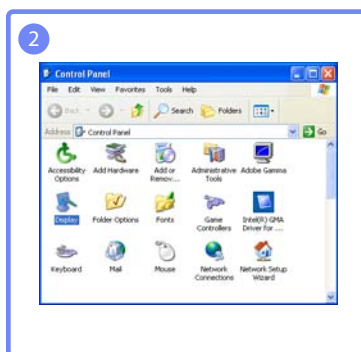 2
Control Panel
File Edit View Favorites Tools Help
Back Search Folders
Address Control Panel Go
Accessibility Options
Add Hardware
Add or Remov...
Administrative Tools
Adobe Gamma
Display
Folder Options
Fonts
Game Controllers
Intel(R) GMA Driver for ...
Keyboard
Mail
Mouse
Network Connections
Network Setup Wizard